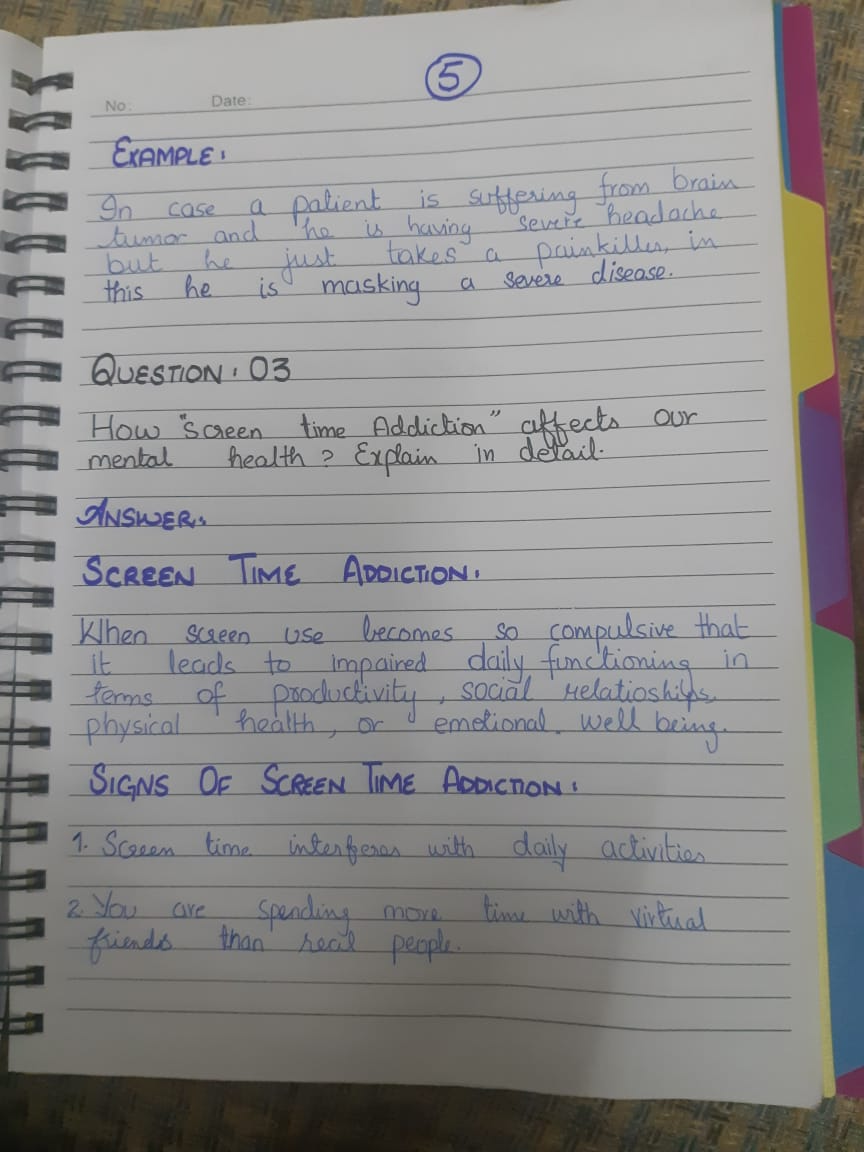 5
No: Date:
EXAMPLE:
In case a patient is suffering from brain
tumor and he is having severe headache
but he just takes a painkiller, in
this he is masking a severe disease.
QUESTION: 03
How "screen time Addiction" affects our
mental health? Explain in detail.
ANSWER:
SCREEN TIME ADDICTION:
When screen use becomes so compulsive that
it leads to impaired daily functioning in
terms of productivity, social relatioships,
physical health, or emotional well being.
SIGNS OF SCREEN TIME ADDICTION:
1. Screen time interferes with daily activities
2. You are spending more time with virtual
friends than real people.